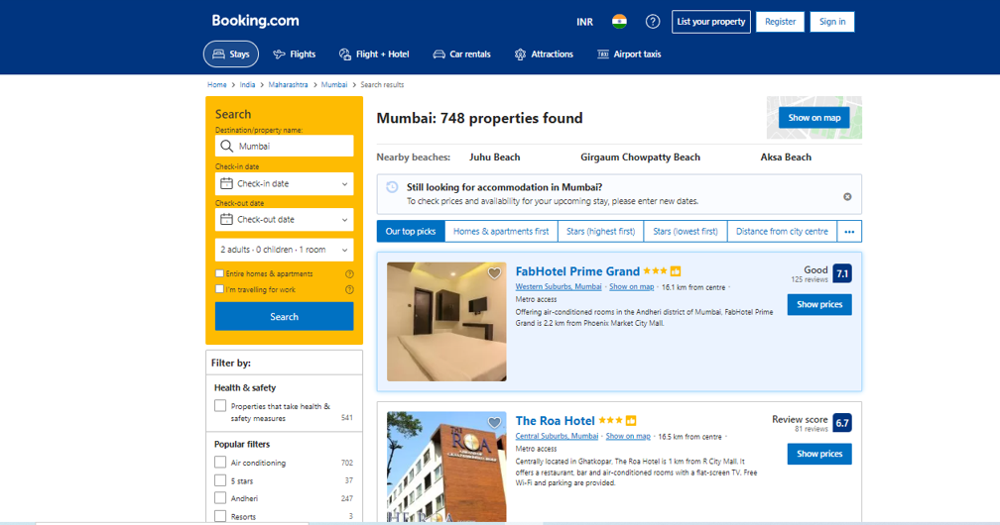 Booking.com
INR
List your property
Register
Sign in
Stays
Flights
Flight + Hotel
Car rentals
Attractions
Airport taxis
Home > India > Maharashtra > Mumbai > Search results
Search
Destination/property name:
Mumbai
Check-in date
Check-in date
Check-out date
Check-out date
2 adults · 0 children · 1 room
Entire homes & apartments
I'm travelling for work
Search
Filter by:
Health & safety
Properties that take health &
safety measures 541
Popular filters
Air conditioning 702
5 stars 37
Andheri 247
Resorts 3
Mumbai: 748 properties found
Show on map
Nearby beaches: Juhu Beach Girgaum Chowpatty Beach Aksa Beach
Still looking for accommodation in Mumbai?
To check prices and availability for your upcoming stay, please enter new dates.
Our top picks
Homes & apartments first
Stars (highest first)
Stars (lowest first)
Distance from city centre
•••
FabHotel Prime Grand
Western Suburbs, Mumbai · Show on map · 16.1 km from centre ·
Metro access
Offering air-conditioned rooms in the Andheri district of Mumbai, FabHotel Prime
Grand is 2.2 km from Phoenix Market City Mall.
Good
125 reviews
7.1
Show prices
THE
ROA
The Roa Hotel
Central Suburbs, Mumbai · Show on map · 16.5 km from centre ·
Metro access
Centrally located in Ghatkopar, The Roa Hotel is 1 km from R City Mall. It
offers a restaurant, bar and air-conditioned rooms with a flat-screen TV. Free
Wi-Fi and parking are provided.
Review score
81 reviews
6.7
Show prices